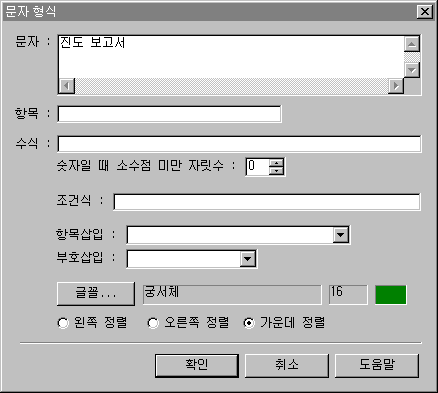 문자 형식
문자 : 진도 보고서
항목 :
수식 :
숫자일 때 소수점 미만 자릿수 : 0
조건식 :
항목삽입 :
부호삽입 :
글꼴... 궁서체 16
왼쪽 정렬 오른쪽 정렬 가운데 정렬
확인 취소 도움말